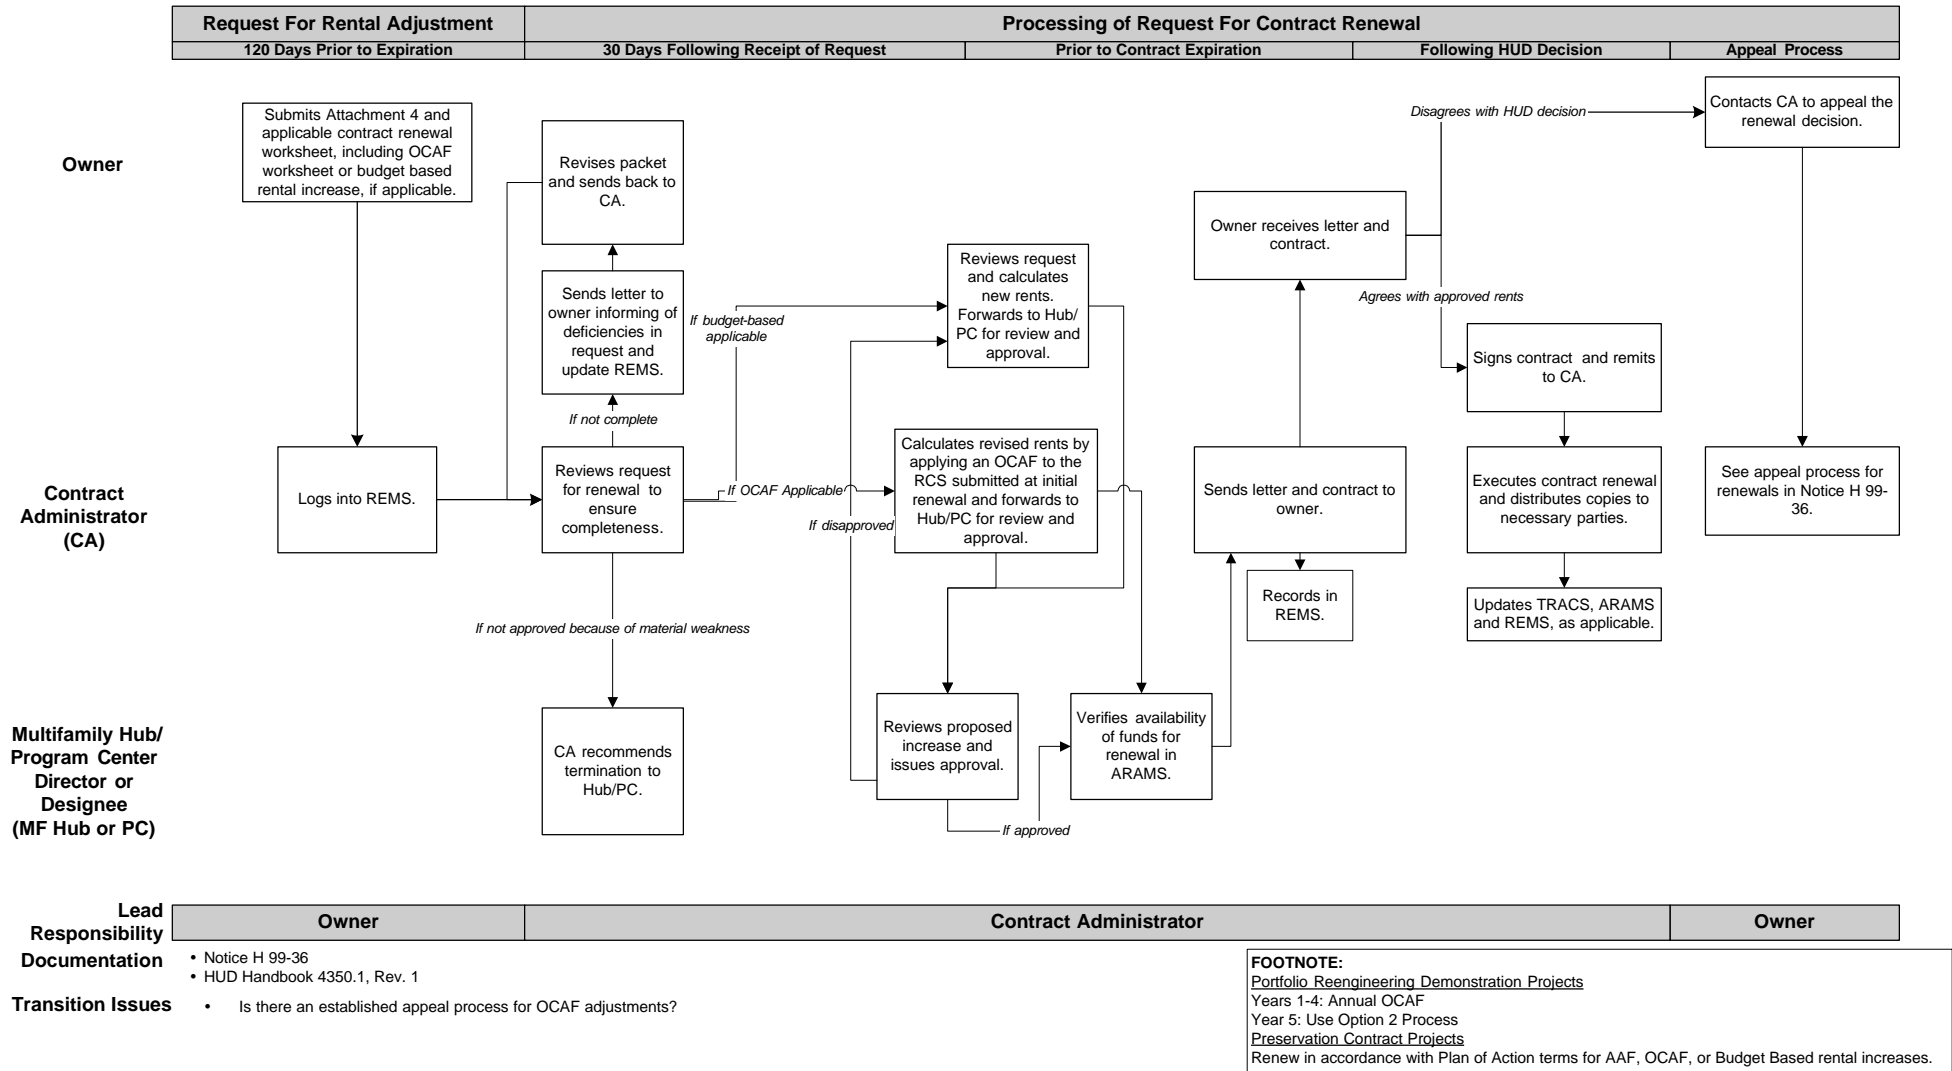 Request For Rental Adjustment
Processing of Request For Contract Renewal
120 Days Prior to Expiration
30 Days Following Receipt of Request
Prior to Contract Expiration
Following HUD Decision
Appeal Process
Owner
Submits Attachment 4 and
applicable contract renewal
worksheet, including OCAF
worksheet or budget based
rental increase, if applicable.
Revises packet
and sends back to
CA.
Disagrees with HUD decision
Contacts CA to appeal the
renewal decision.
Owner receives letter and
contract.
Sends letter to
owner informing of
deficiencies in
request and
update REMS.
If budget-based
applicable
Reviews request
and calculates
new rents.
Forwards to Hub/
PC for review and
approval.
Agrees with approved rents
Signs contract and remits
to CA.
If not complete
Contract
Administrator
(CA)
Logs into REMS.
Reviews request
for renewal to
ensure
completeness.
If OCAF Applicable
If disapproved
Calculates revised rents by
applying an OCAF to the
RCS submitted at initial
renewal and forwards to
Hub/PC for review and
approval.
Sends letter and contract to
owner.
Executes contract renewal
and distributes copies to
necessary parties.
See appeal process for
renewals in Notice H 99-
36.
Records in
REMS.
Updates TRACS, ARAMS
and REMS, as applicable.
If not approved because of material weakness
Multifamily Hub/
Program Center
Director or
Designee
(MF Hub or PC)
CA recommends
termination to
Hub/PC.
Reviews proposed
increase and
issues approval.
Verifies availability
of funds for
renewal in
ARAMS.
If approved
Lead
Responsibility
Owner
Contract Administrator
Owner
Documentation
• Notice H 99-36
• HUD Handbook 4350.1, Rev. 1
Transition Issues
• Is there an established appeal process for OCAF adjustments?
FOOTNOTE:
Portfolio Reengineering Demonstration Projects
Years 1-4: Annual OCAF
Year 5: Use Option 2 Process
Preservation Contract Projects
Renew in accordance with Plan of Action terms for AAF, OCAF, or Budget Based rental increases.